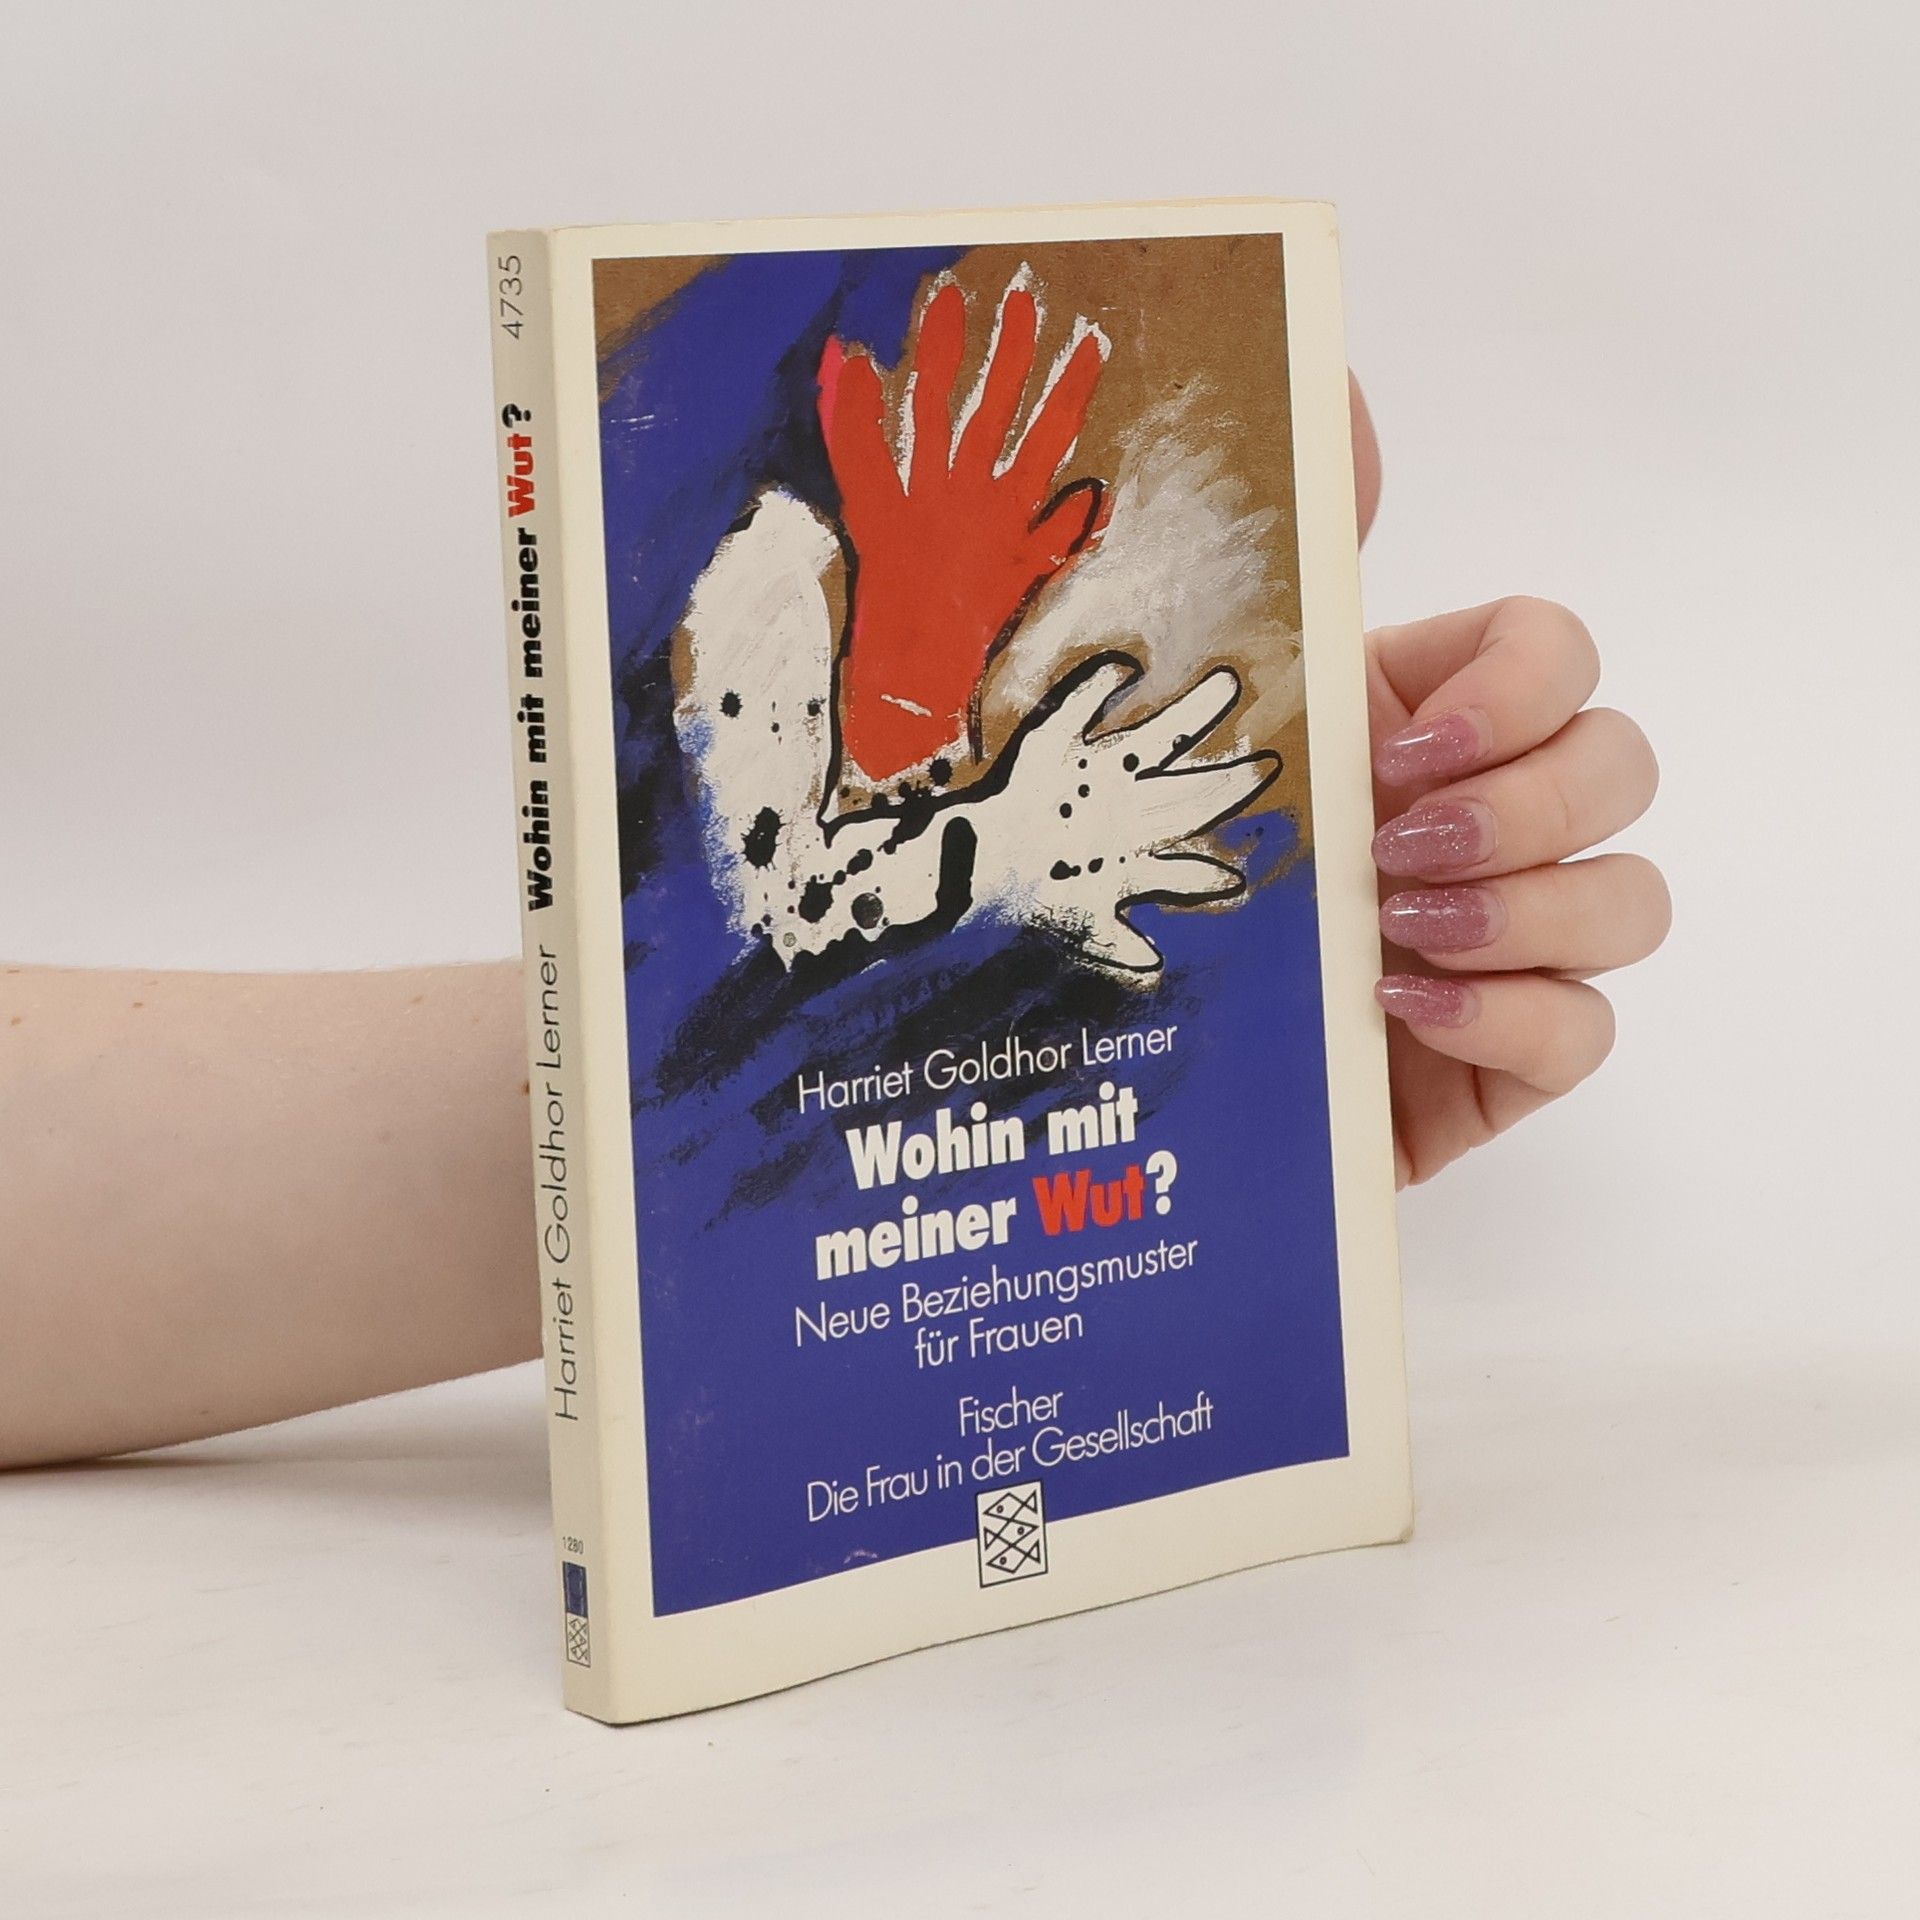 4735
Harriet Goldhor Lerner Wohin mit meiner Wut?
1280
Harriet Goldhor Lerner
Wohin mit
meiner Wut?
Neue Beziehungsmuster
für Frauen
Fischer
Die Frau in der Gesellschaft